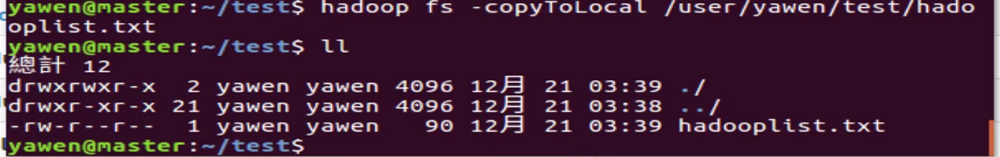 yawen@master:~/test$ hadoop fs -copyToLocal /user/yawen/test/hado
oplist.txt
yawen@master:~/test$ ll
總計 12
drwxrwxr-x  2 yawen yawen 4096 12月 21 03:39 ./
drwxr-xr-x 21 yawen yawen 4096 12月 21 03:38 ../
-rw-r--r--  1 yawen yawen   90 12月 21 03:39 hadooplist.txt
yawen@master:~/test$